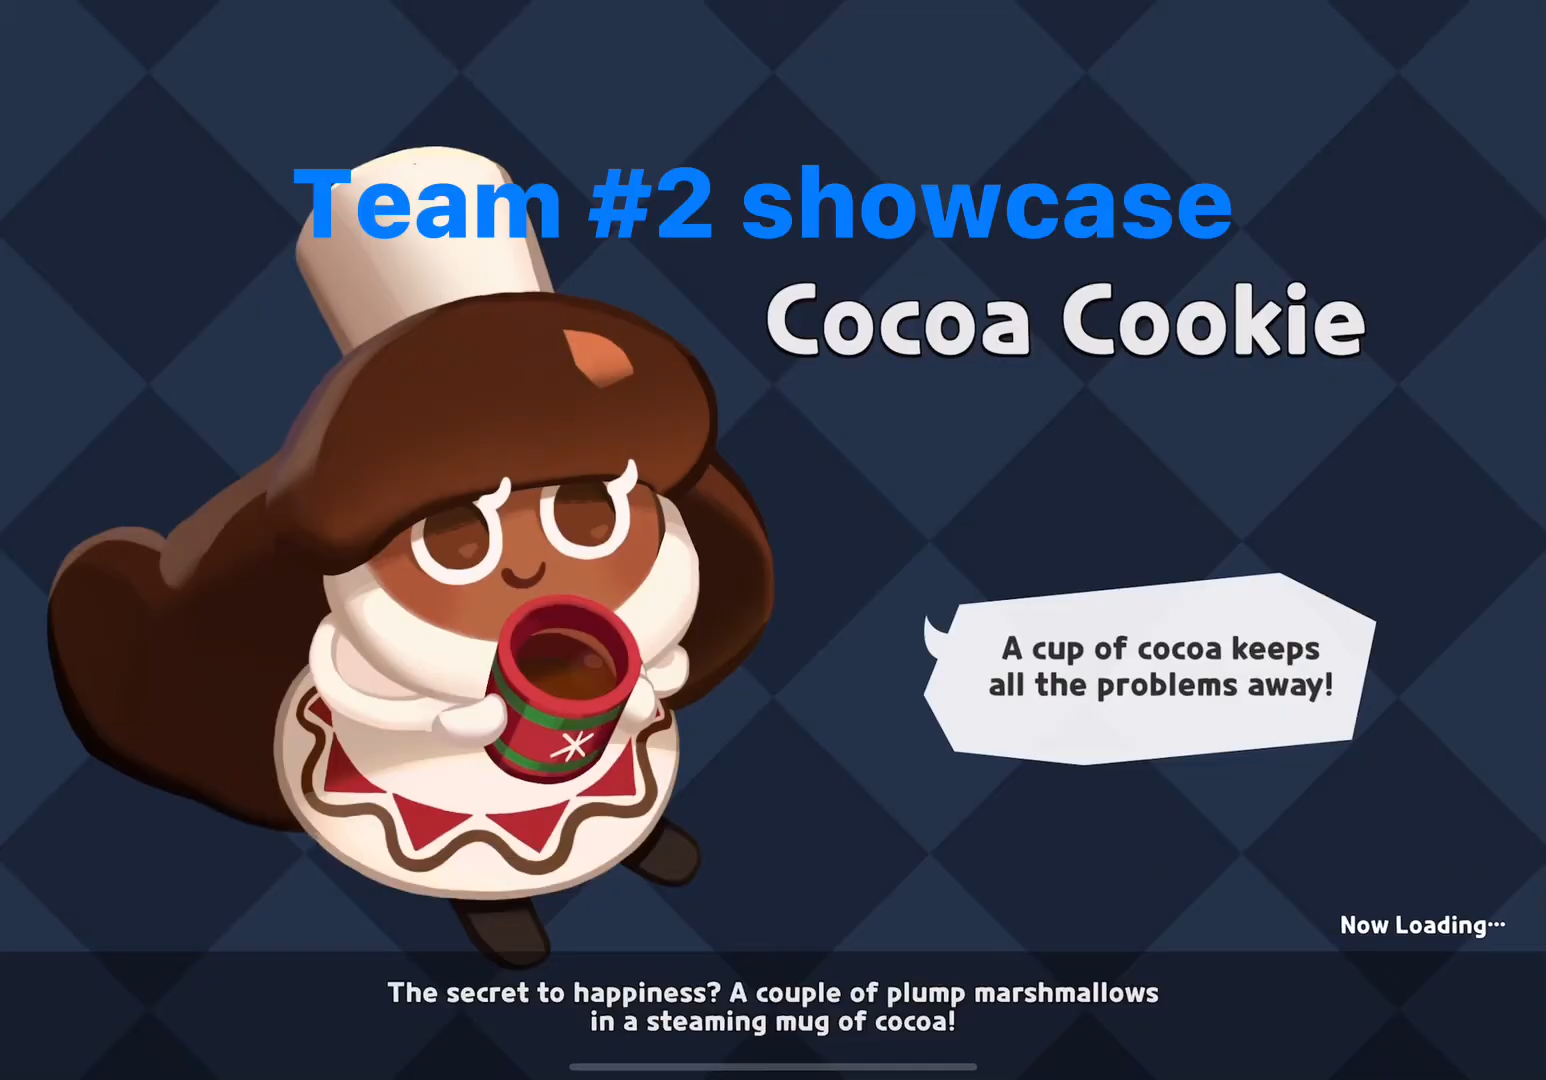 Team #2 showcase
Cocoa Cookie
A cup of cocoa keeps
all the problems away!
Now Loading···
The secret to happiness? A couple of plump marshmallows
in a steaming mug of cocoa!